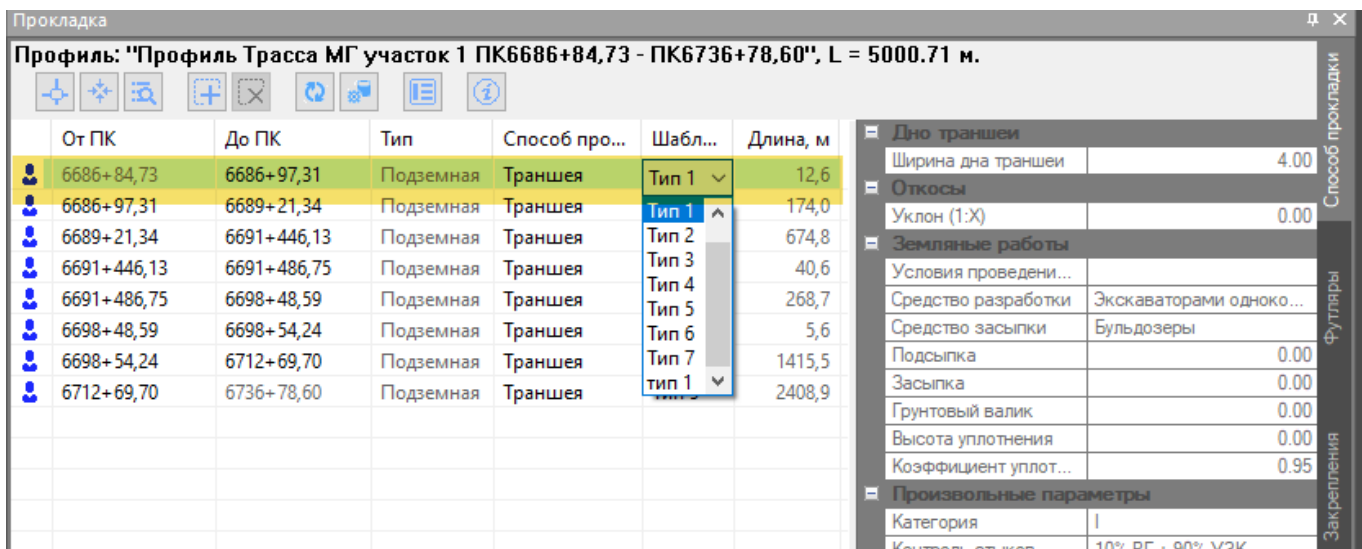 Прокладка
Профиль: "Профиль Трасса МГ участок 1 ПК6686+84,73 - ПК6736+78,60", L = 5000.71 м.
От ПК До ПК Тип Способ про... Шабл... Длина, м
6686+84,73 6686+97,31 Подземная Траншея Тип 1 12,6
6686+97,31 6689+21,34 Подземная Траншея 174,0
6689+21,34 6691+446,13 Подземная Траншея 674,8
6691+446,13 6691+486,75 Подземная Траншея 40,6
6691+486,75 6698+48,59 Подземная Траншея 268,7
6698+48,59 6698+54,24 Подземная Траншея 5,6
6698+54,24 6712+69,70 Подземная Траншея 1415,5
6712+69,70 6736+78,60 Подземная Траншея 2408,9
Тип 1
Тип 2
Тип 3
Тип 4
Тип 5
Тип 6
Тип 7
тип 1
Дно траншеи
Ширина дна траншеи 4.00
Откосы
Уклон (1:X) 0.00
Земляные работы
Условия проведени...
Средство разработки Экскаваторами одноко...
Средство засыпки Бульдозеры
Подсыпка 0.00
Засыпка 0.00
Грунтовый валик 0.00
Высота уплотнения 0.00
Коэффициент уплот... 0.95
Произвольные параметры
Категория I
Контроль стыков 10% РГ + 90% УЗК
Способ прокладки
Футляры
Закрепления